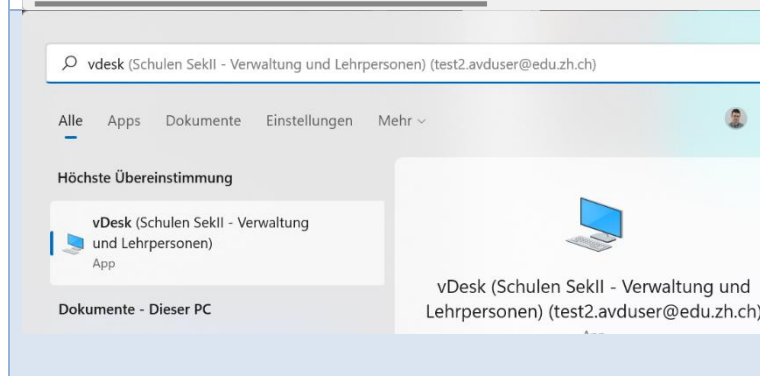 vdesk (Schulen SekII - Verwaltung und Lehrpersonen) (test2.avduser@edu.zh.ch)
Alle Apps Dokumente Einstellungen Mehr
Höchste Übereinstimmung
vDesk (Schulen SekII - Verwaltung
und Lehrpersonen)
App
Dokumente - Dieser PC
vDesk (Schulen SekII - Verwaltung und
Lehrpersonen) (test2.avduser@edu.zh.ch)